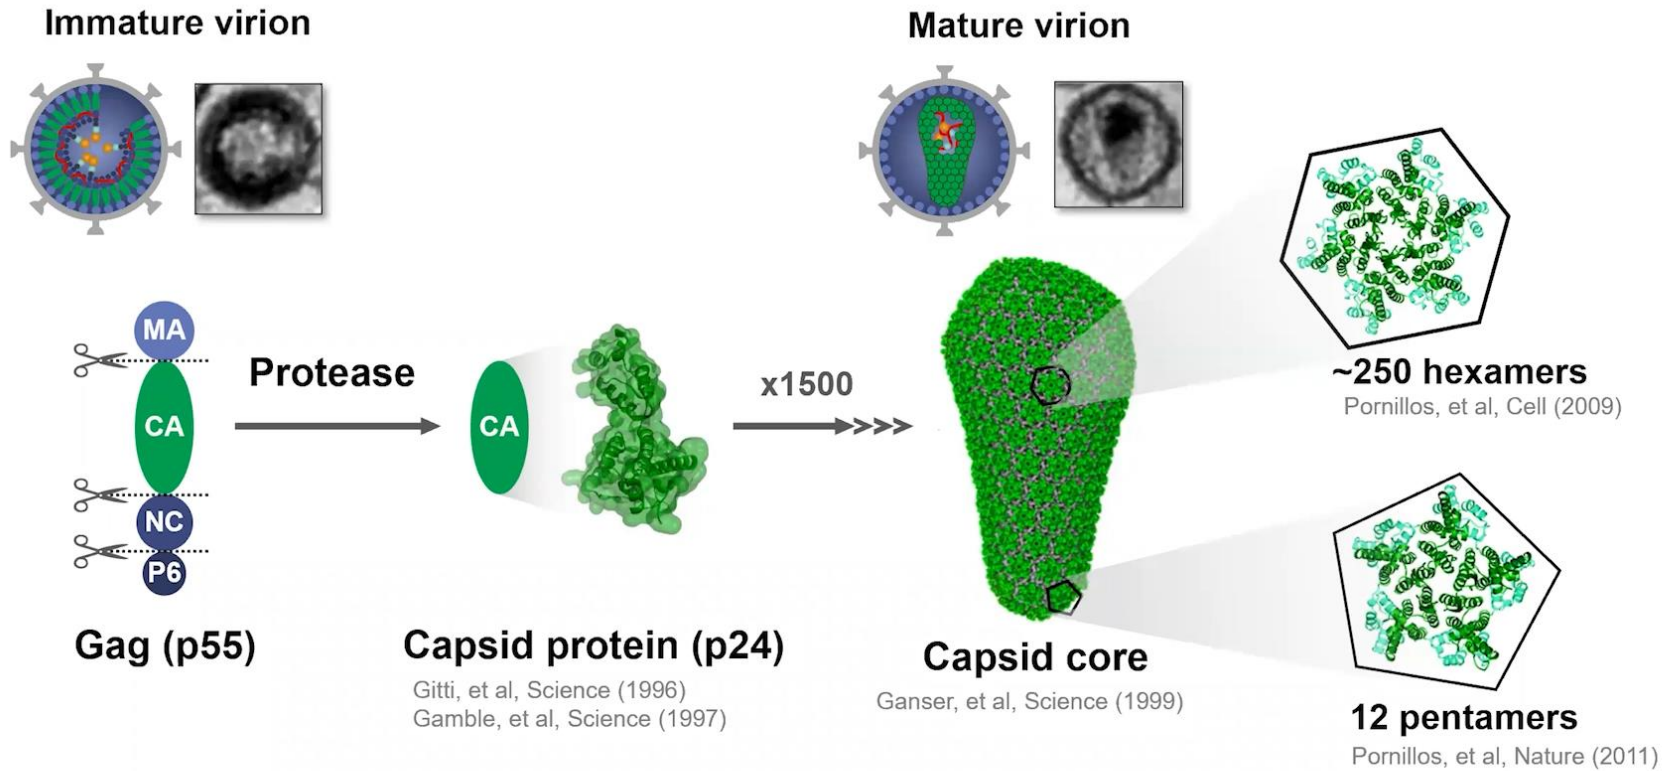 Immature virion
Mature virion
MA
CA
NC
P6
Protease
CA
x1500
Gag (p55)
Capsid protein (p24)
Gitti, et al, Science (1996)
Gamble, et al, Science (1997)
Capsid core
Ganser, et al, Science (1999)
~250 hexamers
Pornillos, et al, Cell (2009)
12 pentamers
Pornillos, et al, Nature (2011)